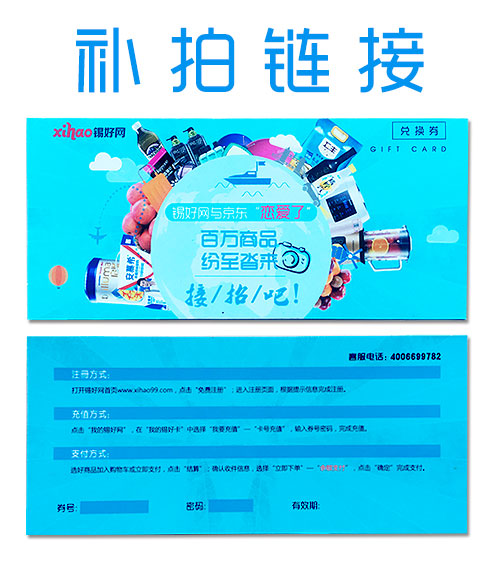 补拍链接
xihao锡好网
兑换券
GIFT CARD
锡好网与京东“恋爱了”
百万商品
纷至沓来
接/招/吧!
客服电话：4006699782
注册方式：
打开锡好网首页www.xihao99.com，点击“免费注册”；进入注册页面，根据提示信息完成注册。
充值方式：
点击“我的锡好网”，在“我的锡好卡”中选择“我要充值”—“卡号充值”，输入券号密码，完成充值。
支付方式：
选好商品加入购物车或立即支付，点击“结算”；确认收件信息，选择“立即下单”—
，点击“确定”完成支付。
券号：
密码：
有效期：